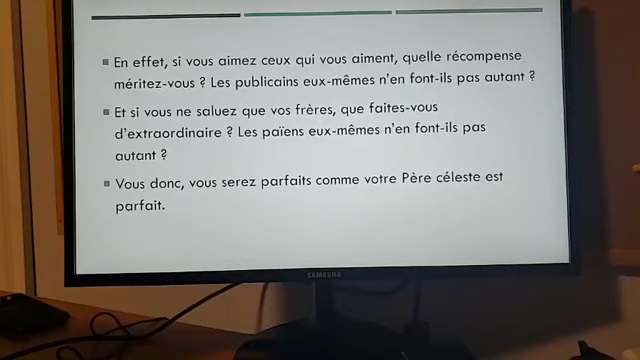 En effet, si vous aimez ceux qui vous aiment, quelle récompense
méritez-vous ? Les publicains eux-mêmes n'en font-ils pas autant ?
Et si vous ne saluez que vos frères, que faites-vous
d'extraordinaire ? Les païens eux-mêmes n'en font-ils pas
autant ?
Vous donc, vous serez parfaits comme votre Père céleste est
parfait.
SAMSUNG